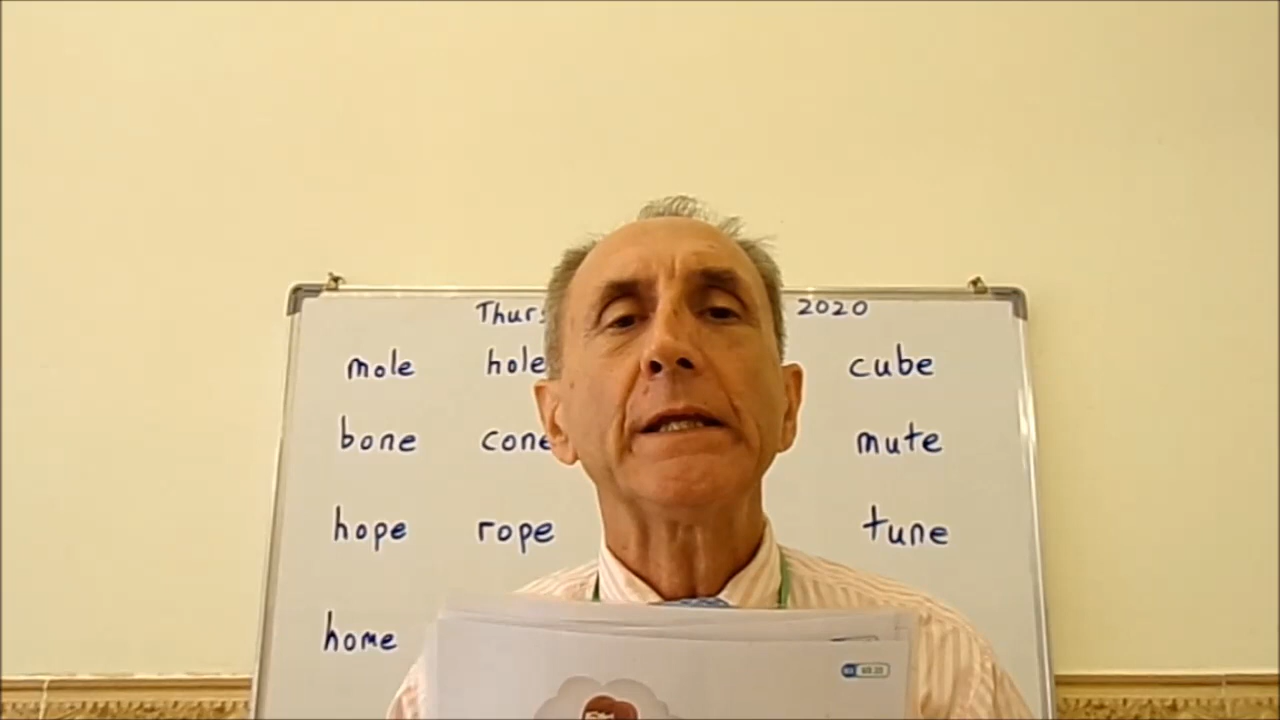 Thurs 2020
mole hole cube
bone cone mute
hope rope tune
home